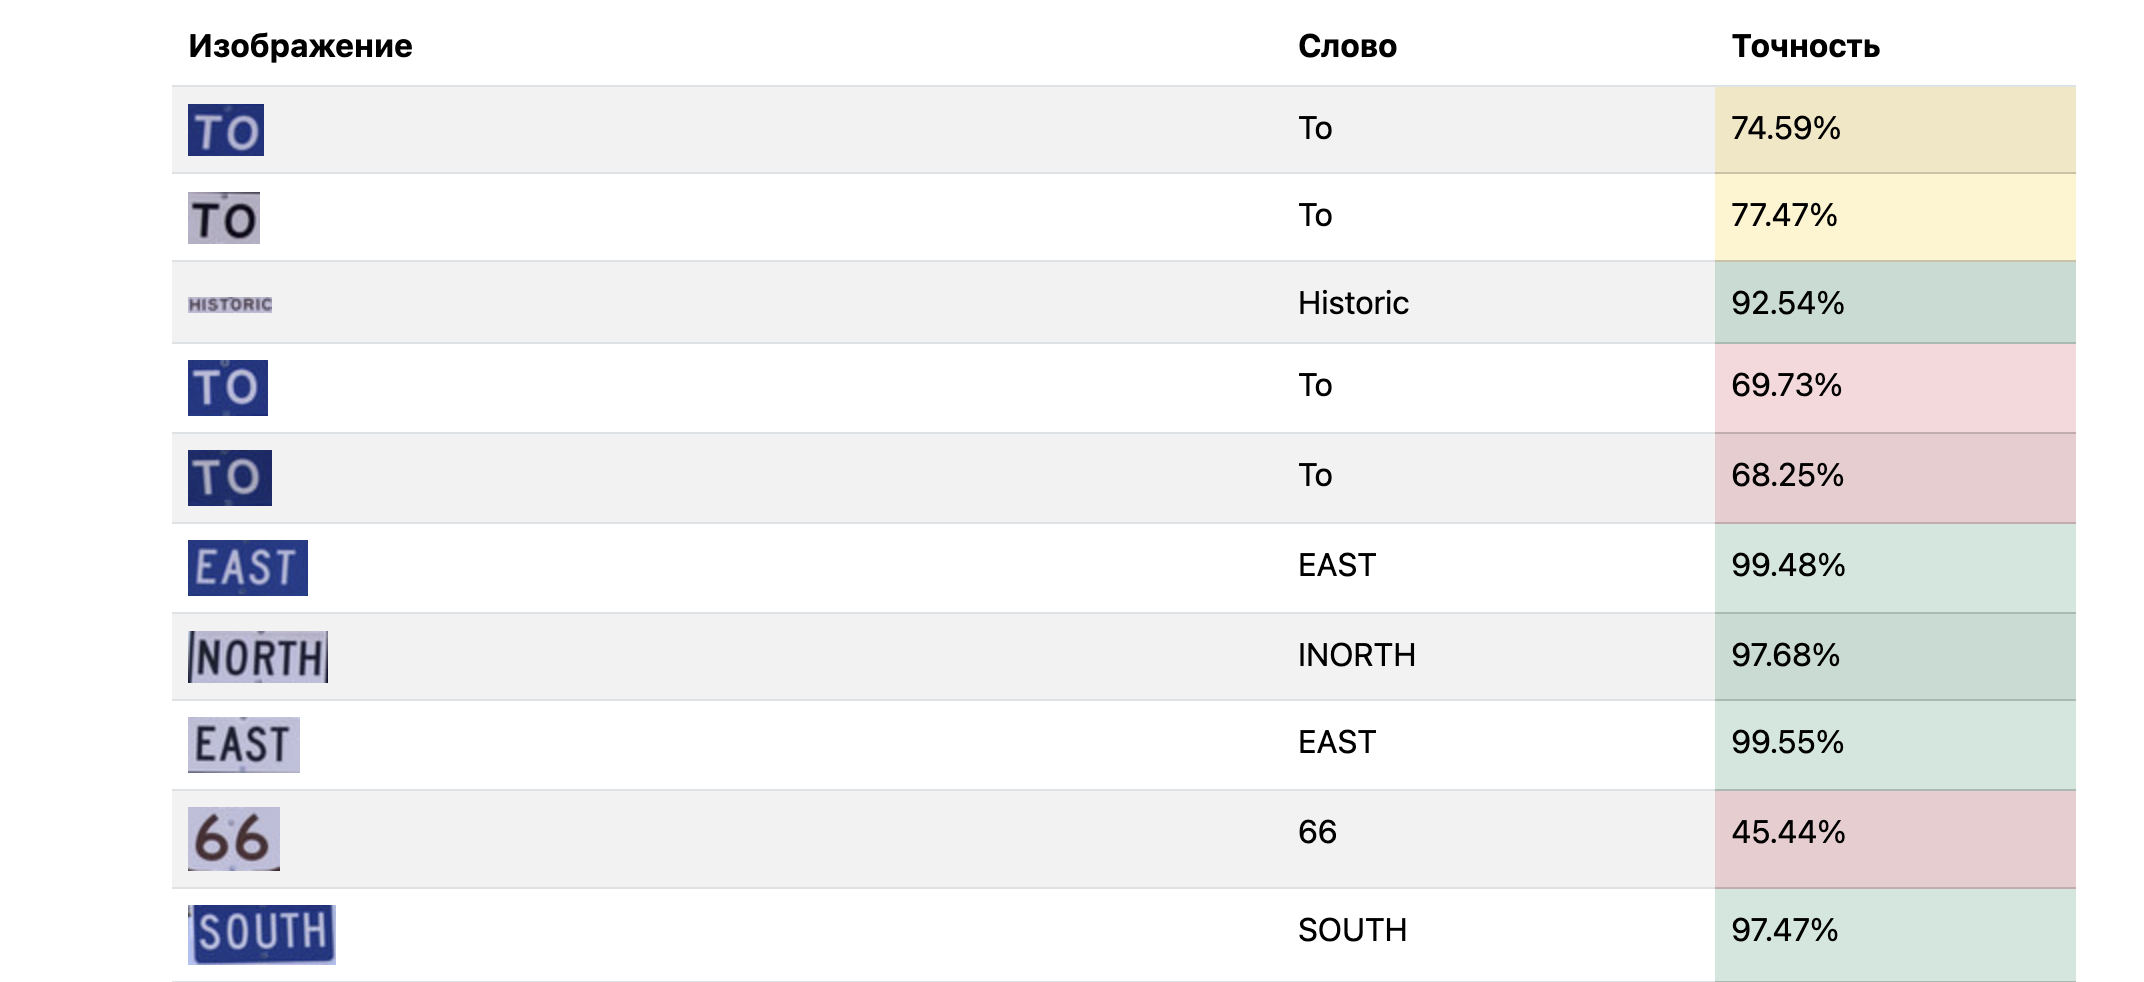 Изображение Слово Точность
TO To 74.59%
TO To 77.47%
HISTORIC Historic 92.54%
TO To 69.73%
TO To 68.25%
EAST EAST 99.48%
NORTH INORTH 97.68%
EAST EAST 99.55%
66 66 45.44%
SOUTH SOUTH 97.47%